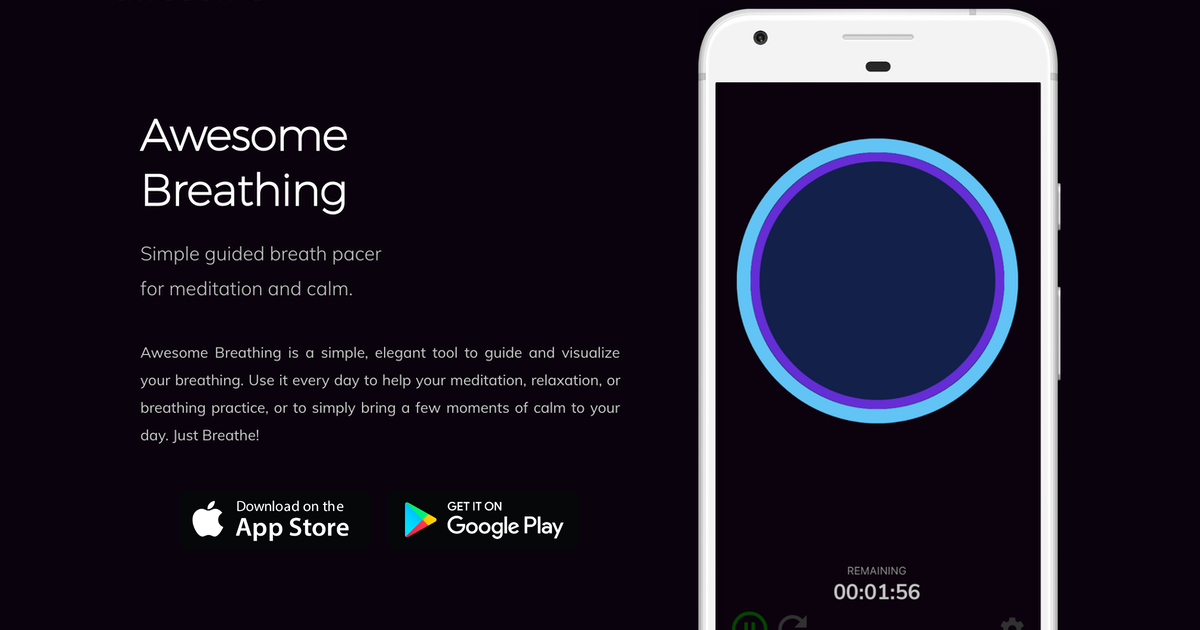 Awesome
Breathing
Simple guided breath pacer
for meditation and calm.
Awesome Breathing is a simple, elegant tool to guide and visualize
your breathing. Use it every day to help your meditation, relaxation, or
breathing practice, or to simply bring a few moments of calm to your
day. Just Breathe!
Download on the
App Store
GET IT ON
Google Play
REMAINING
00:01:56